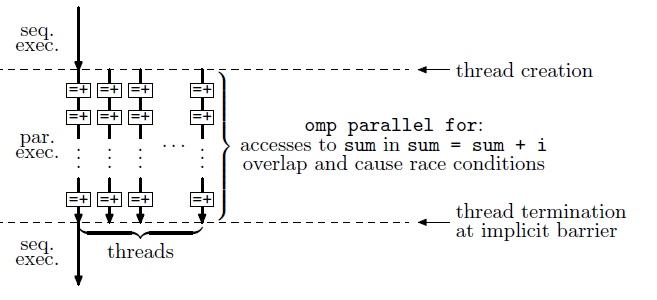 seq.
exec.
thread creation
=+ =+ =+ =+
=+ =+ =+ =+
par.
exec.
. . .
omp parallel for:
accesses to sum in sum = sum + i
overlap and cause race conditions
=+ =+ =+ =+
thread termination
at implicit barrier
seq.
exec.
threads